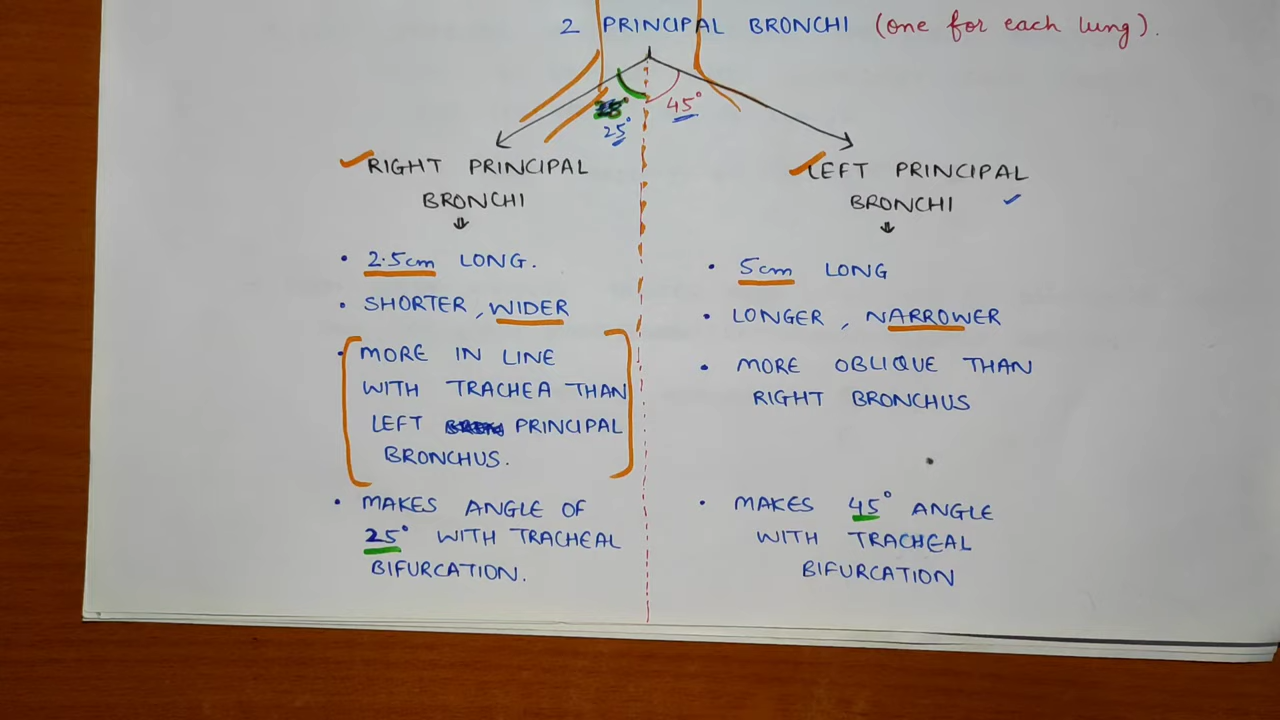 2 PRINCIPAL BRONCHI (one for each lung).
45°
25°
RIGHT PRINCIPAL
BRONCHI
• 2.5cm LONG.
• SHORTER, WIDER
• MORE IN LINE
WITH TRACHEA THAN
LEFT PRINCIPAL
BRONCHUS.
• MAKES ANGLE OF
25° WITH TRACHEAL
BIFURCATION.
LEFT PRINCIPAL
BRONCHI
• 5cm LONG
• LONGER, NARROWER
• MORE OBLIQUE THAN
RIGHT BRONCHUS
• MAKES 45° ANGLE
WITH TRACHEAL
BIFURCATION